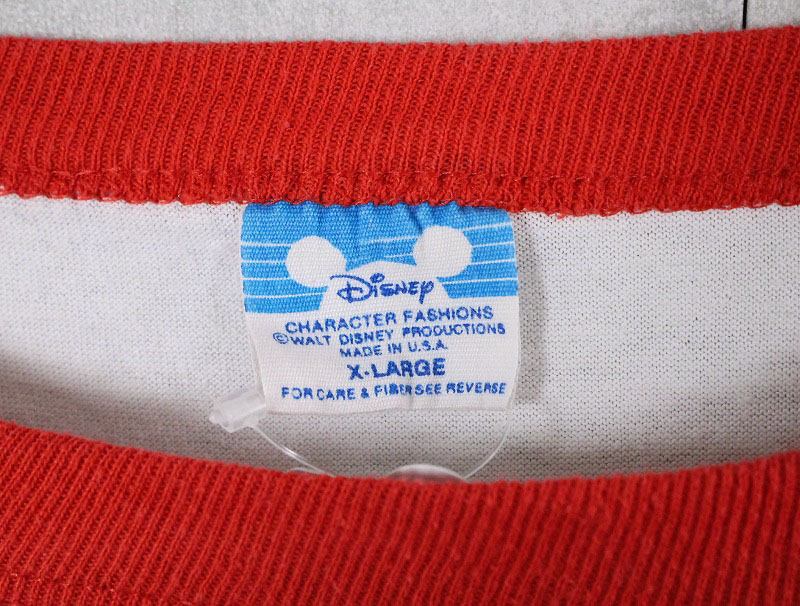 Disney
CHARACTER FASHIONS
©WALT DISNEY PRODUCTIONS
MADE IN U.S.A.
X-LARGE
FOR CARE & FIBER SEE REVERSE